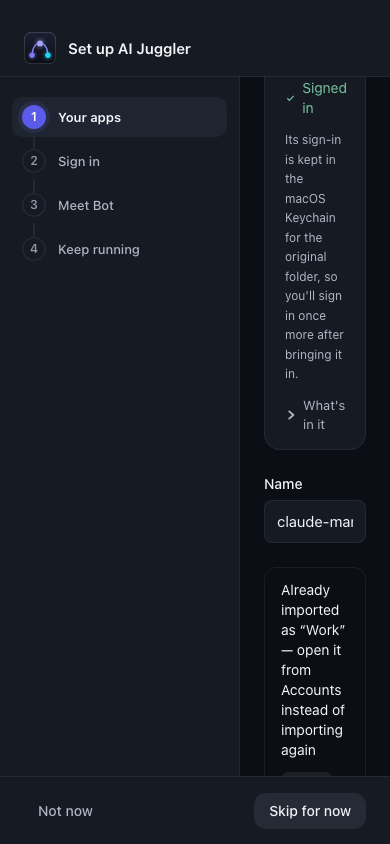 Set up AI Juggler
1 Your apps
2 Sign in
3 Meet Bot
4 Keep running
Signed
in
Its sign-in
is kept in
the
macOS
Keychain
for the
original
folder, so
you'll sign
in once
more after
bringing it
in.
What's
in it
Name
claude-mar
Already
imported
as “Work”
— open it
from
Accounts
instead of
importing
again
Not now
Skip for now